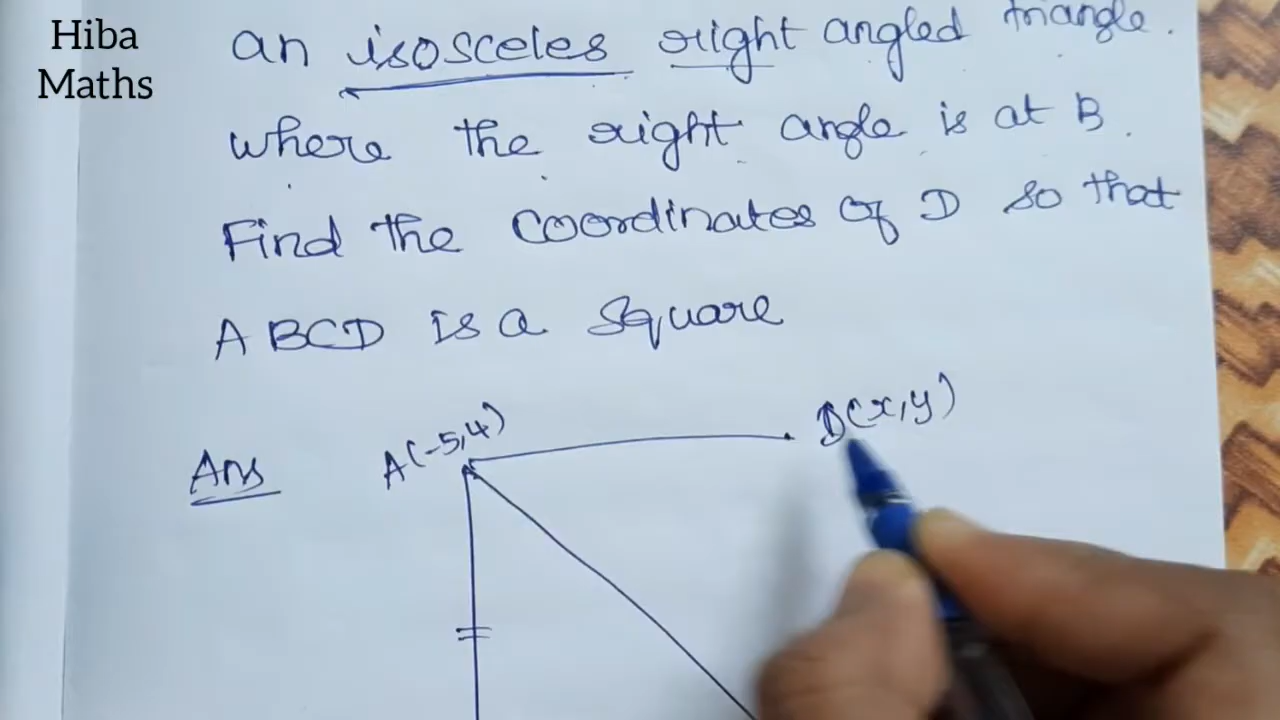 Hiba
Maths
an isosceles right angled triangle.
where the right angle is at B.
Find the coordinates of D so that
ABCD is a square
Ans
A(-5,4)
D(x,y)